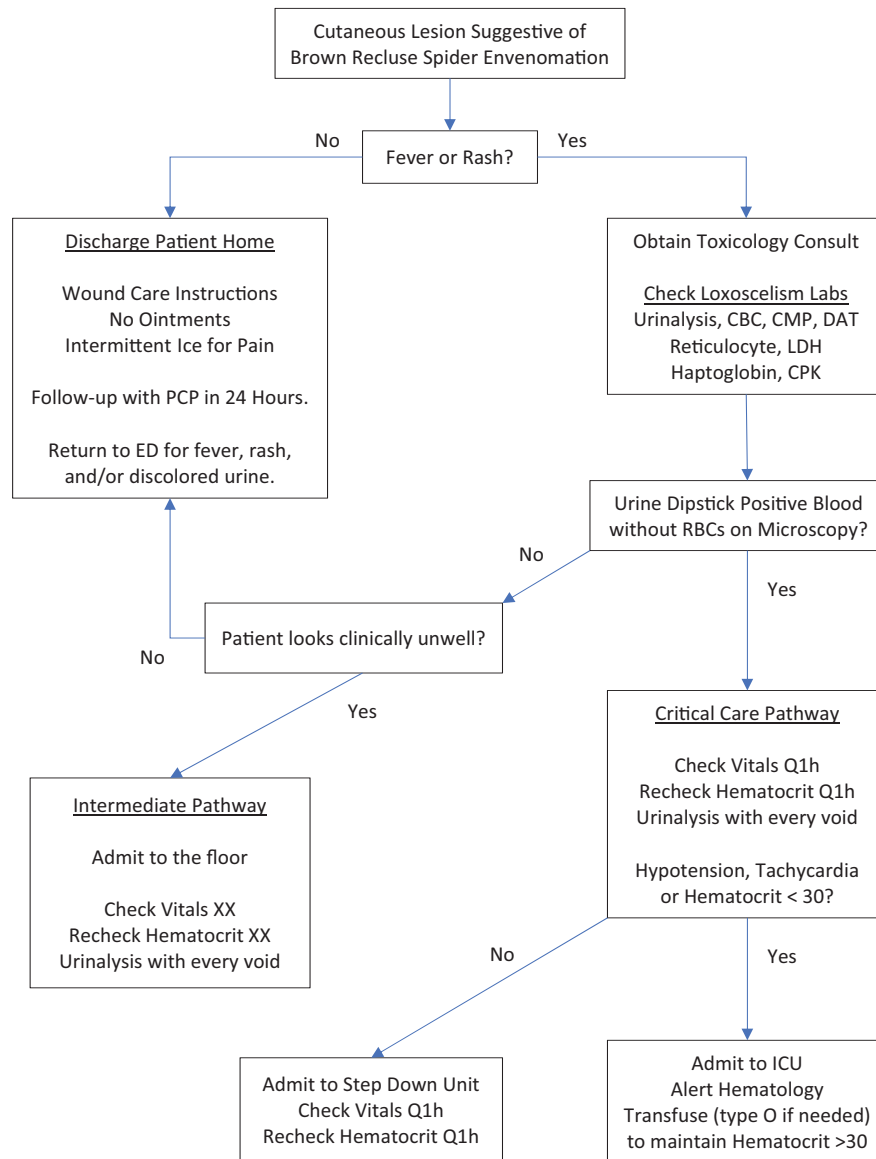 Cutaneous Lesion Suggestive of
Brown Recluse Spider Envenomation
No
Fever or Rash?
Yes
Discharge Patient Home
Wound Care Instructions
No Ointments
Intermittent Ice for Pain
Follow-up with PCP in 24 Hours.
Return to ED for fever, rash,
and/or discolored urine.
Obtain Toxicology Consult
Check Loxoscelism Labs
Urinalysis, CBC, CMP, DAT
Reticulocyte, LDH
Haptoglobin, CPK
Urine Dipstick Positive Blood
without RBCs on Microscopy?
No
Yes
Patient looks clinically unwell?
No
Yes
Critical Care Pathway
Check Vitals Q1h
Recheck Hematocrit Q1h
Urinalysis with every void
Hypotension, Tachycardia
or Hematocrit < 30?
Intermediate Pathway
Admit to the floor
Check Vitals XX
Recheck Hematocrit XX
Urinalysis with every void
No
Yes
Admit to Step Down Unit
Check Vitals Q1h
Recheck Hematocrit Q1h
Admit to ICU
Alert Hematology
Transfuse (type O if needed)
to maintain Hematocrit >30